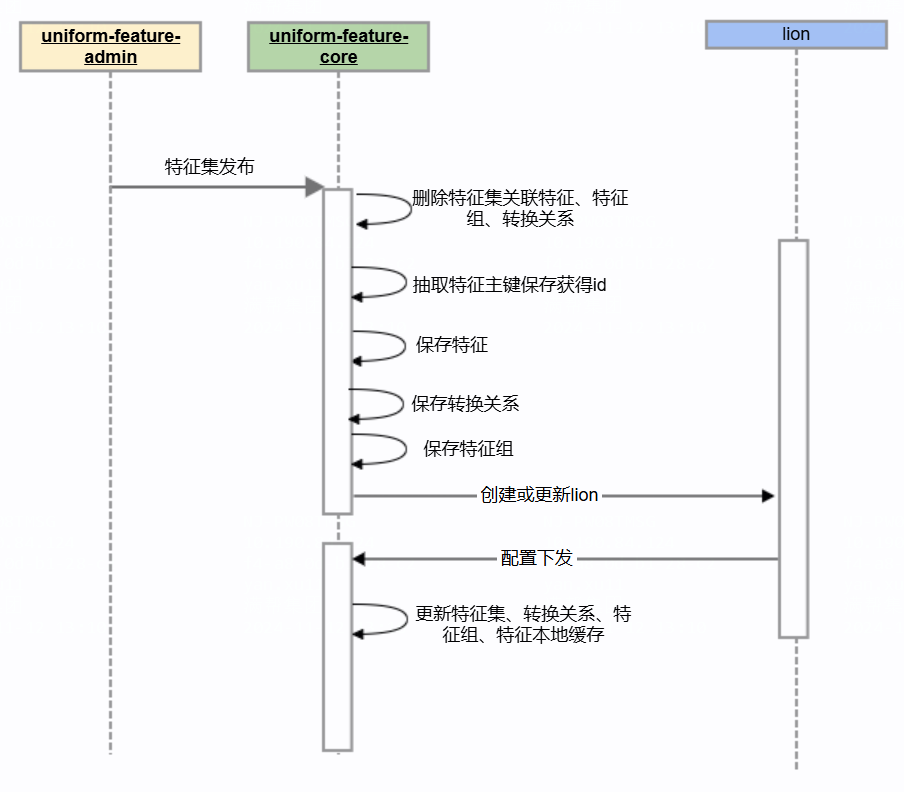 uniform-feature-
admin
uniform-feature-
core
lion
特征集发布
删除特征集关联特征、特征
组、转换关系
抽取特征主键保存获得id
保存特征
保存转换关系
保存特征组
创建或更新lion
配置下发
更新特征集、转换关系、特
征组、特征本地缓存